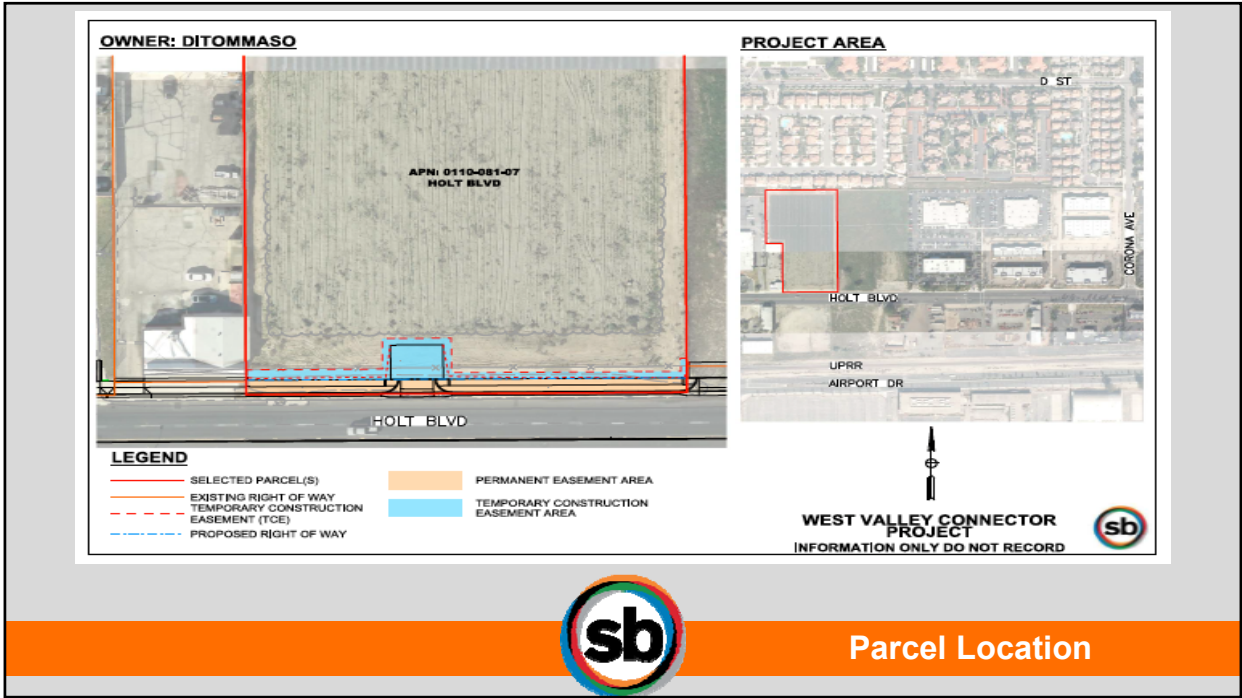 OWNER: DITOMMASO
APN: 0110-081-07
HOLT BLVD
HOLT BLVD
PROJECT AREA
D ST
CORONA AVE
HOLT BLVD
UPRR
AIRPORT DR
LEGEND
SELECTED PARCEL(S)
EXISTING RIGHT OF WAY
TEMPORARY CONSTRUCTION
EASEMENT (TCE)
PROPOSED RIGHT OF WAY
PERMANENT EASEMENT AREA
TEMPORARY CONSTRUCTION
EASEMENT AREA
WEST VALLEY CONNECTOR
PROJECT
INFORMATION ONLY DO NOT RECORD
sb
sb
Parcel Location